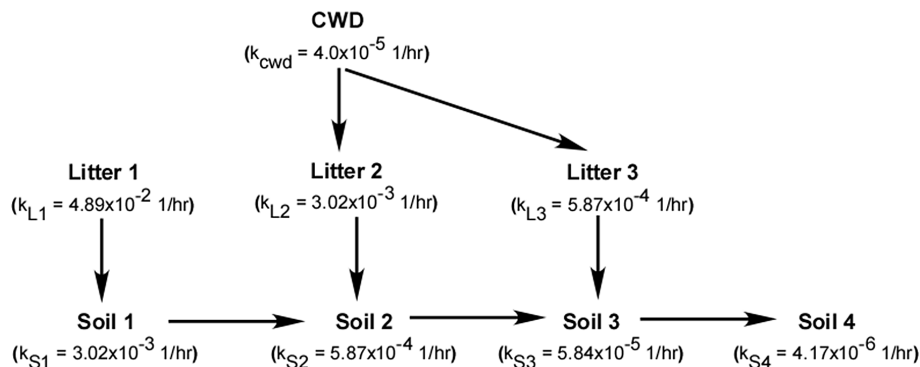 CWD
(k_cwd = 4.0x10^-5 1/hr)
Litter 1
(k_L1 = 4.89x10^-2 1/hr)
Litter 2
(k_L2 = 3.02x10^-3 1/hr)
Litter 3
(k_L3 = 5.87x10^-4 1/hr)
Soil 1
(k_S1 = 3.02x10^-3 1/hr)
Soil 2
(k_S2 = 5.87x10^-4 1/hr)
Soil 3
(k_S3 = 5.84x10^-5 1/hr)
Soil 4
(k_S4 = 4.17x10^-6 1/hr)